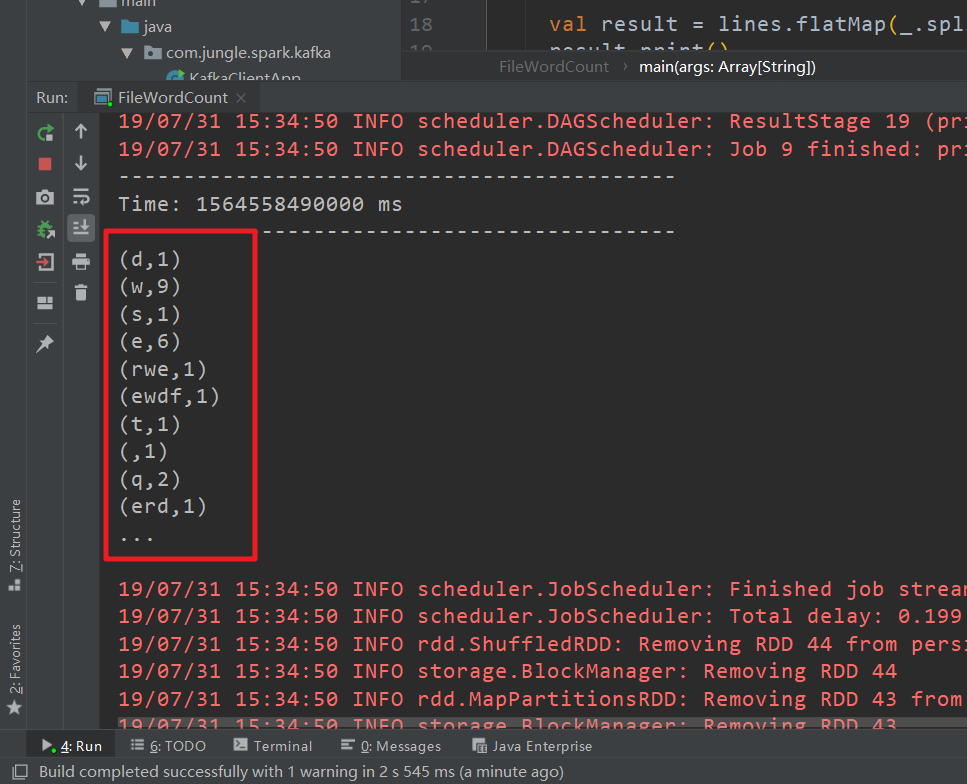 main
java
com.jungle.spark.kafka
KafkaClientApp
18
val result = lines.flatMap(_.spl
result.print()
FileWordCount › main(args: Array[String])
Run: FileWordCount ×
19/07/31 15:34:50 INFO scheduler.DAGScheduler: ResultStage 19 (pri
19/07/31 15:34:50 INFO scheduler.DAGScheduler: Job 9 finished: pri
-------------------------------------------
Time: 1564558490000 ms
-------------------------------------------
(d,1)
(w,9)
(s,1)
(e,6)
(rwe,1)
(ewdf,1)
(t,1)
(,1)
(q,2)
(erd,1)
...
19/07/31 15:34:50 INFO scheduler.JobScheduler: Finished job stream
19/07/31 15:34:50 INFO scheduler.JobScheduler: Total delay: 0.199
19/07/31 15:34:50 INFO rdd.ShuffledRDD: Removing RDD 44 from persi
19/07/31 15:34:50 INFO storage.BlockManager: Removing RDD 44
19/07/31 15:34:50 INFO rdd.MapPartitionsRDD: Removing RDD 43 from
19/07/31 15:34:50 INFO storage.BlockManager: Removing RDD 43
7: Structure
2: Favorites
4: Run 6: TODO Terminal 0: Messages Java Enterprise
Build completed successfully with 1 warning in 2 s 545 ms (a minute ago)